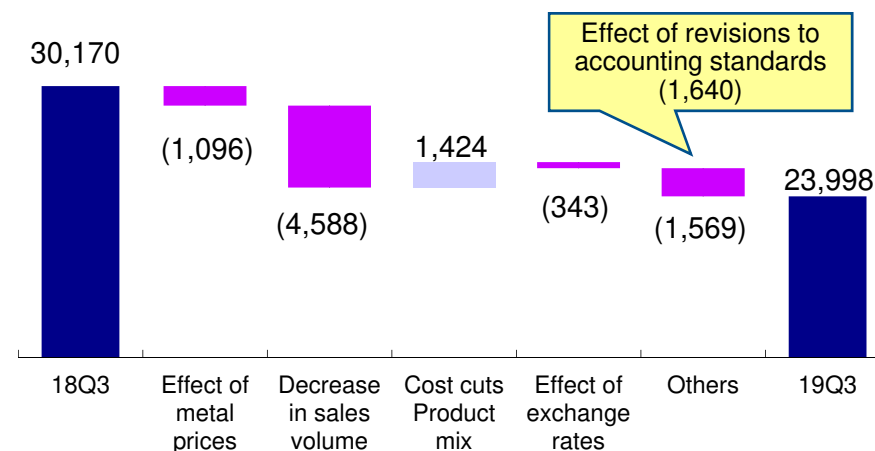 Effect of revisions to
accounting standards
(1,640)
30,170
(1,096)
(4,588)
1,424
(343)
(1,569)
23,998
18Q3
Effect of
metal
prices
Decrease
in sales
volume
Cost cuts
Product
mix
Effect of
exchange
rates
Others
19Q3